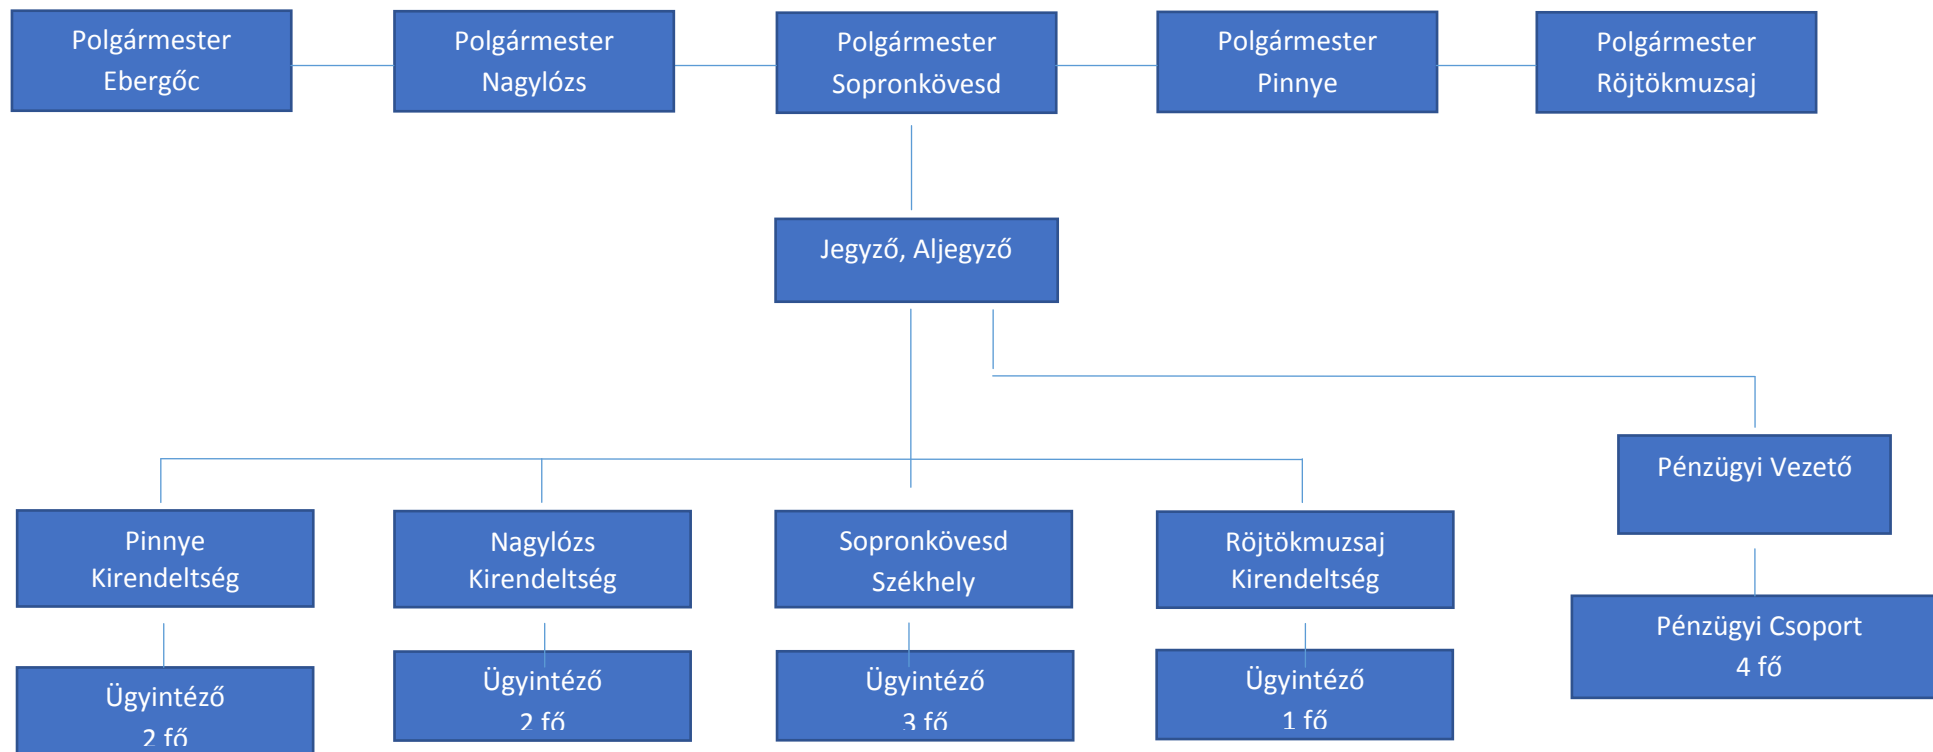 Polgármester
Ebergőc
Polgármester
Nagylózs
Polgármester
Sopronkövesd
Polgármester
Pinnye
Polgármester
Röjtökmuzsaj
Jegyző, Aljegyző
Pénzügyi Vezető
Pinnye
Kirendeltség
Nagylózs
Kirendeltség
Sopronkövesd
Székhely
Röjtökmuzsaj
Kirendeltség
Pénzügyi Csoport
4 fő
Ügyintéző
2 fő
Ügyintéző
2 fő
Ügyintéző
3 fő
Ügyintéző
1 fő